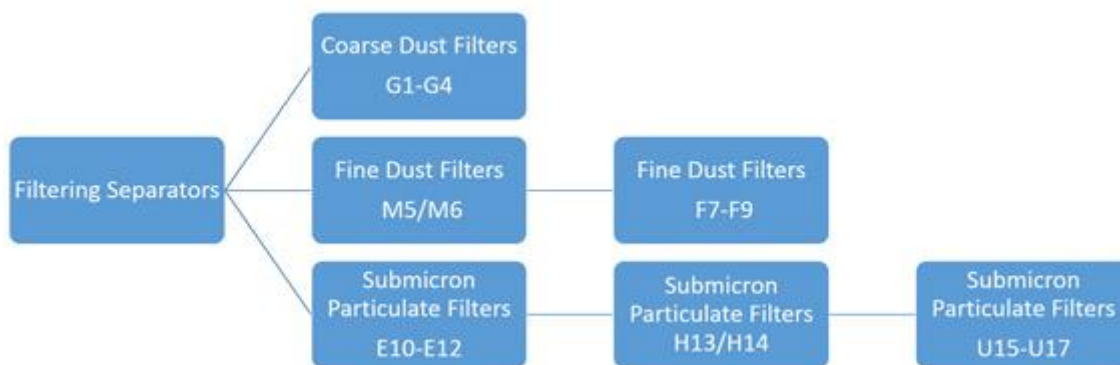 Coarse Dust Filters
G1-G4
Filtering Separators
Fine Dust Filters
M5/M6
Fine Dust Filters
F7-F9
Submicron
Particulate Filters
E10-E12
Submicron
Particulate Filters
H13/H14
Submicron
Particulate Filters
U15-U17